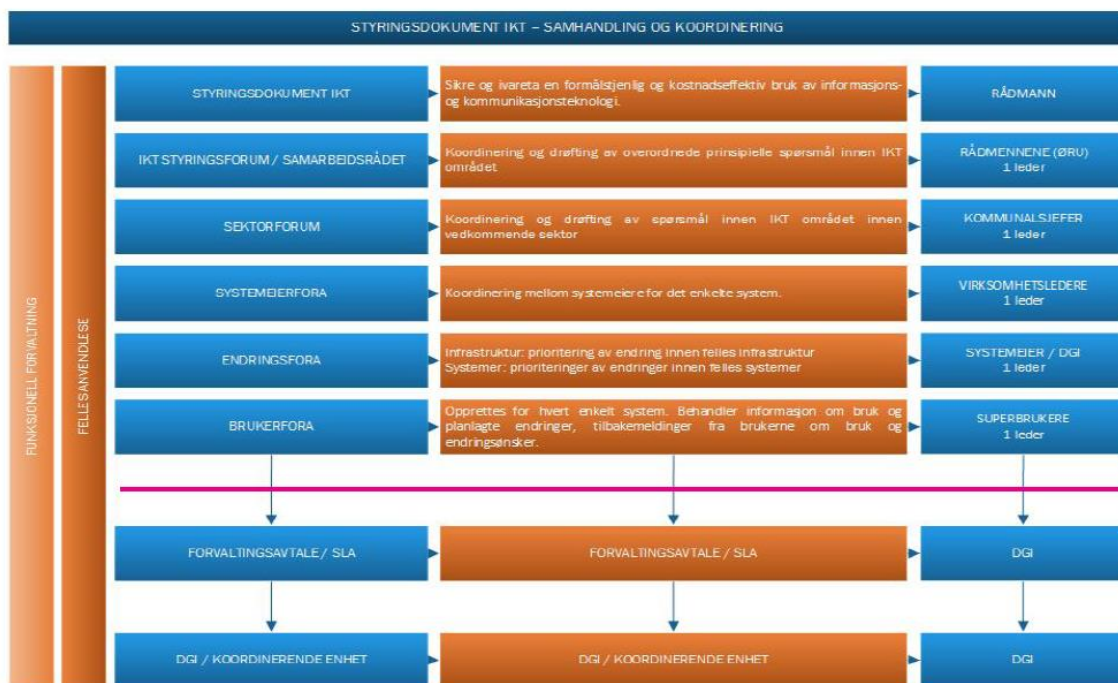 STYRINGSDOKUMENT IKT – SAMHANDLING OG KOORDINERING
FUNKSJONELL FORVALTNING
FELLESANVENDLESE
STYRINGSDOKUMENT IKT
Sikre og ivareta en formålstjenlig og kostnadseffektiv bruk av informasjons-
og kommunikasjonsteknologi.
RÅDMANN
IKT STYRINGSFORUM / SAMARBEIDSRÅDET
Koordinering og drøfting av overordnede prinsipielle spørsmål innen IKT
området
RÅDMENNENE (ØRU)
1 leder
SEKTORFORUM
Koordinering og drøfting av spørsmål innen IKT området innen
vedkommende sektor
KOMMUNALSJEFER
1 leder
SYSTEMEIERFORA
Koordinering mellom systemeiere for det enkelte system.
VIRKSOMHETSLEDERE
1 leder
ENDRINGSFORA
Infrastruktur: prioritering av endring innen felles infrastruktur
Systemer: prioriteringer av endringer innen felles systemer
SYSTEMEIER / DGI
1 leder
BRUKERFORA
Opprettes for hvert enkelt system. Behandler informasjon om bruk og
planlagte endringer, tilbakemeldinger fra brukerne om bruk og
endringsønsker.
SUPERBRUKERE
1 leder
FORVALTINGSAVTALE / SLA
FORVALTINGSAVTALE / SLA
DGI
DGI / KOORDINERENDE ENHET
DGI / KOORDINERENDE ENHET
DGI